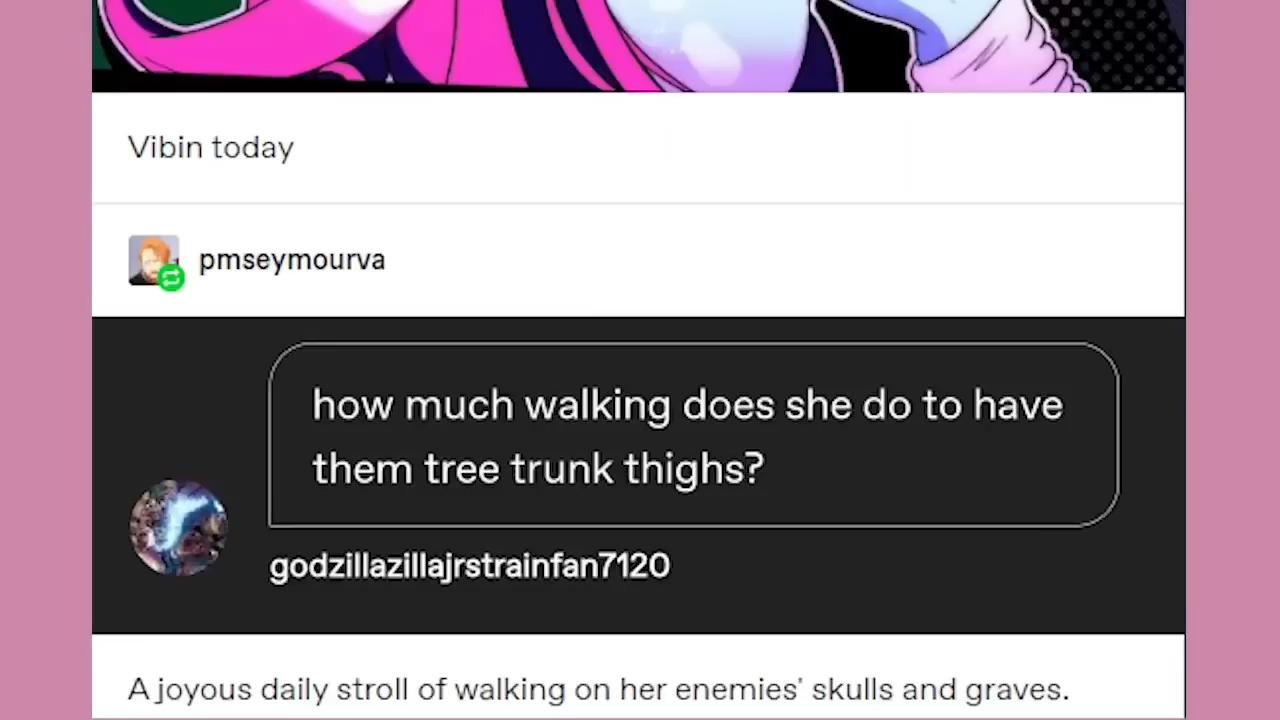 Vibin today
pmseymourva
how much walking does she do to have
them tree trunk thighs?
godzillazillajrstrainfan7120
A joyous daily stroll of walking on her enemies' skulls and graves.